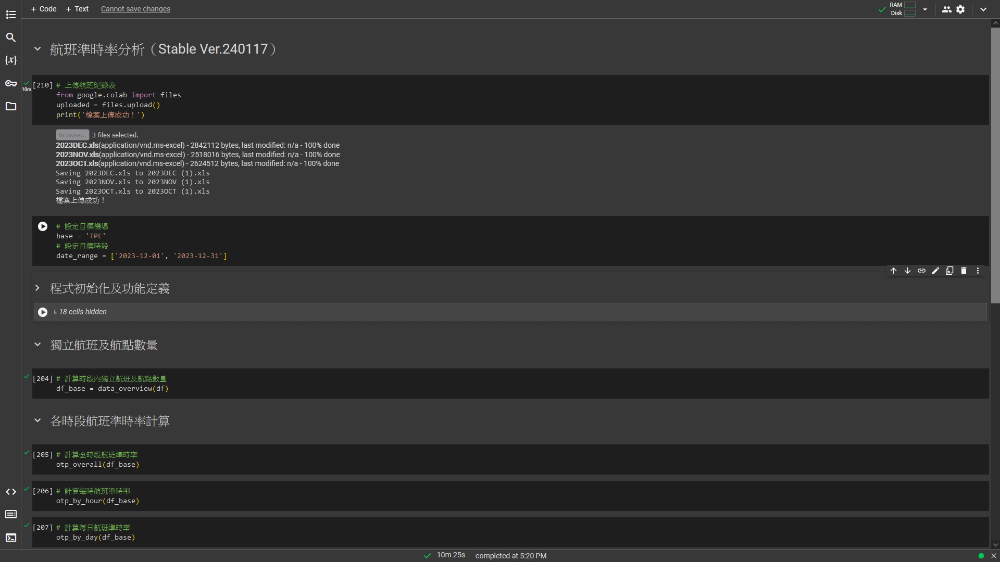 + Code + Text Cannot save changes
RAM
Disk
航班準時率分析（Stable Ver.240117）
10m
[210] # 上傳航班紀錄表
from google.colab import files
uploaded = files.upload()
print('檔案上傳成功！')
Browse... 3 files selected.
2023DEC.xls(application/vnd.ms-excel) - 2842112 bytes, last modified: n/a - 100% done
2023NOV.xls(application/vnd.ms-excel) - 2518016 bytes, last modified: n/a - 100% done
2023OCT.xls(application/vnd.ms-excel) - 2624512 bytes, last modified: n/a - 100% done
Saving 2023DEC.xls to 2023DEC (1).xls
Saving 2023NOV.xls to 2023NOV (1).xls
Saving 2023OCT.xls to 2023OCT (1).xls
檔案上傳成功！
# 設定目標機場
base = 'TPE'
# 設定目標時段
date_range = ['2023-12-01', '2023-12-31']
程式初始化及功能定義
↳ 18 cells hidden
獨立航班及航點數量
[204] # 計算時段內獨立航班及航點數量
df_base = data_overview(df)
各時段航班準時率計算
[205] # 計算全時段航班準時率
otp_overall(df_base)
[206] # 計算每時航班準時率
otp_by_hour(df_base)
[207] # 計算每日航班準時率
otp_by_day(df_base)
10m 25s completed at 5:20 PM